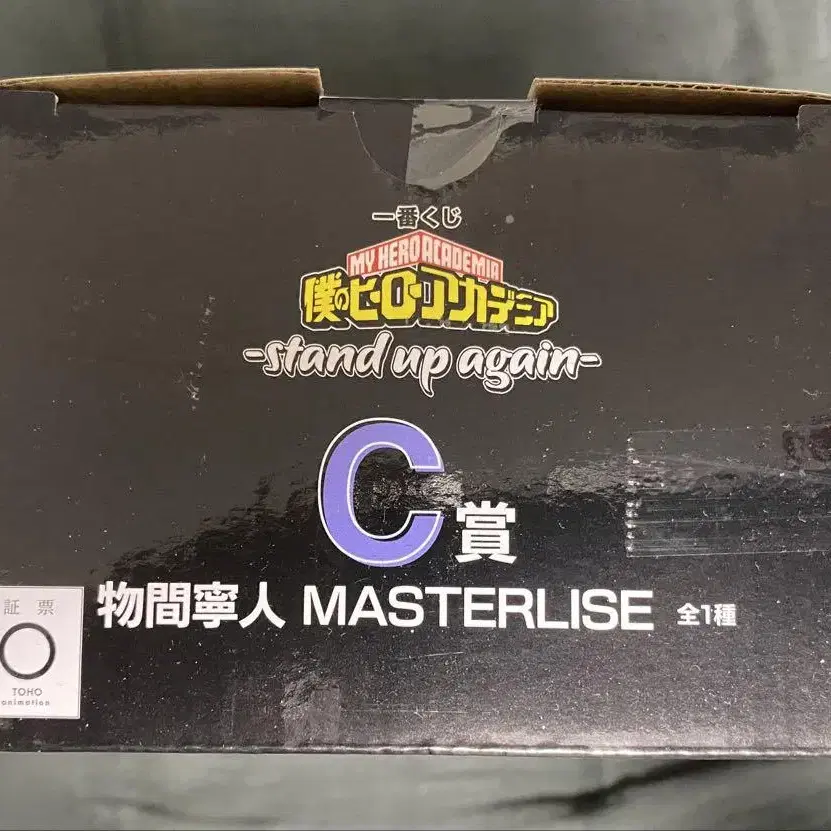 一番くじ
MY HERO ACADEMIA
僕のヒーローアカデミア
-stand up again-
C賞
物間寧人 MASTERLISE 全1種
証票
TOHO
animation